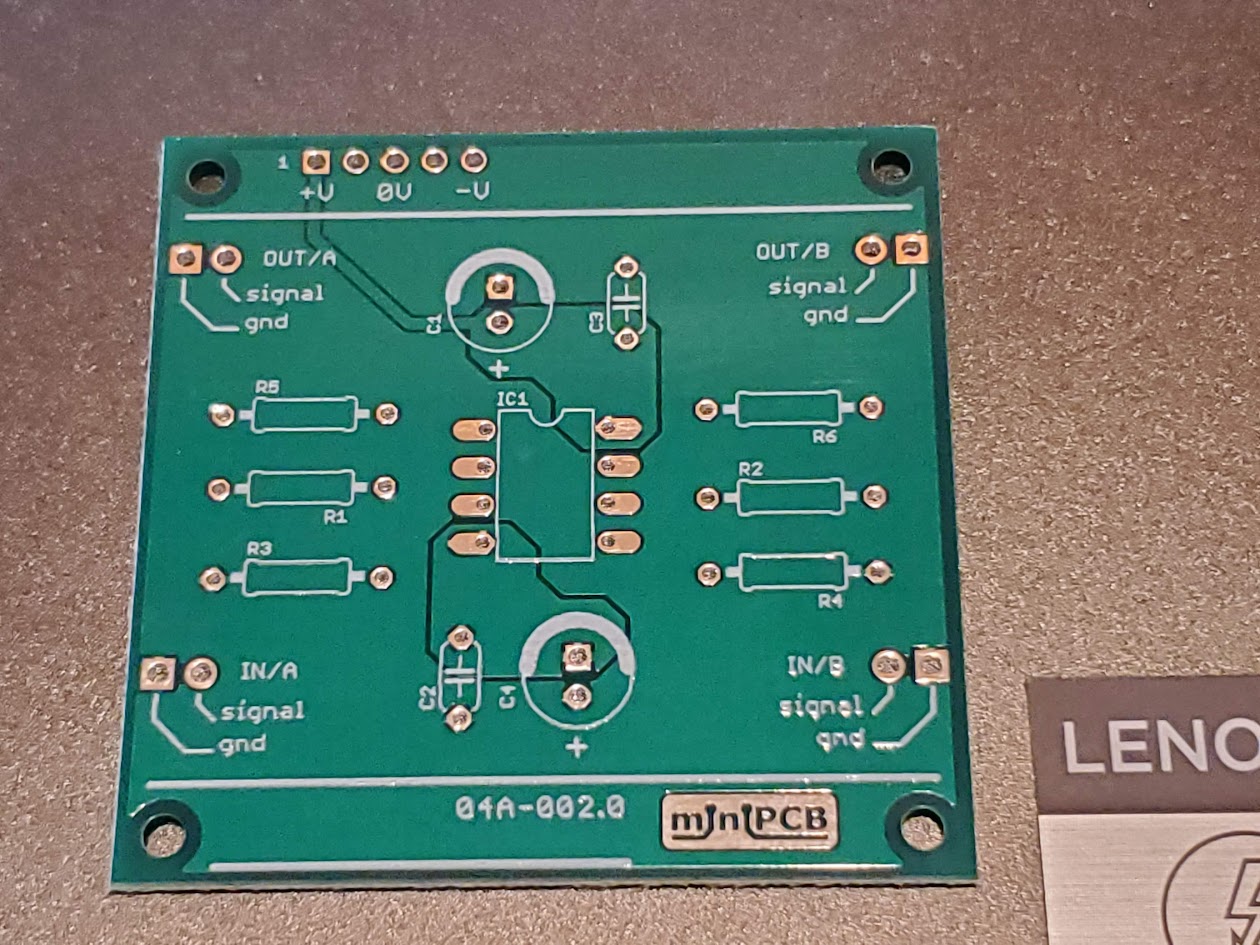 1
+V 0V -V
OUT/A OUT/B
signal signal
gnd gnd
C1 C3
+
R5 IC1
R6
R2
R1
R3
R4
IN/A IN/B
C2 C4
signal signal
gnd gnd
+
LENO
04A-002.0 miniPCB